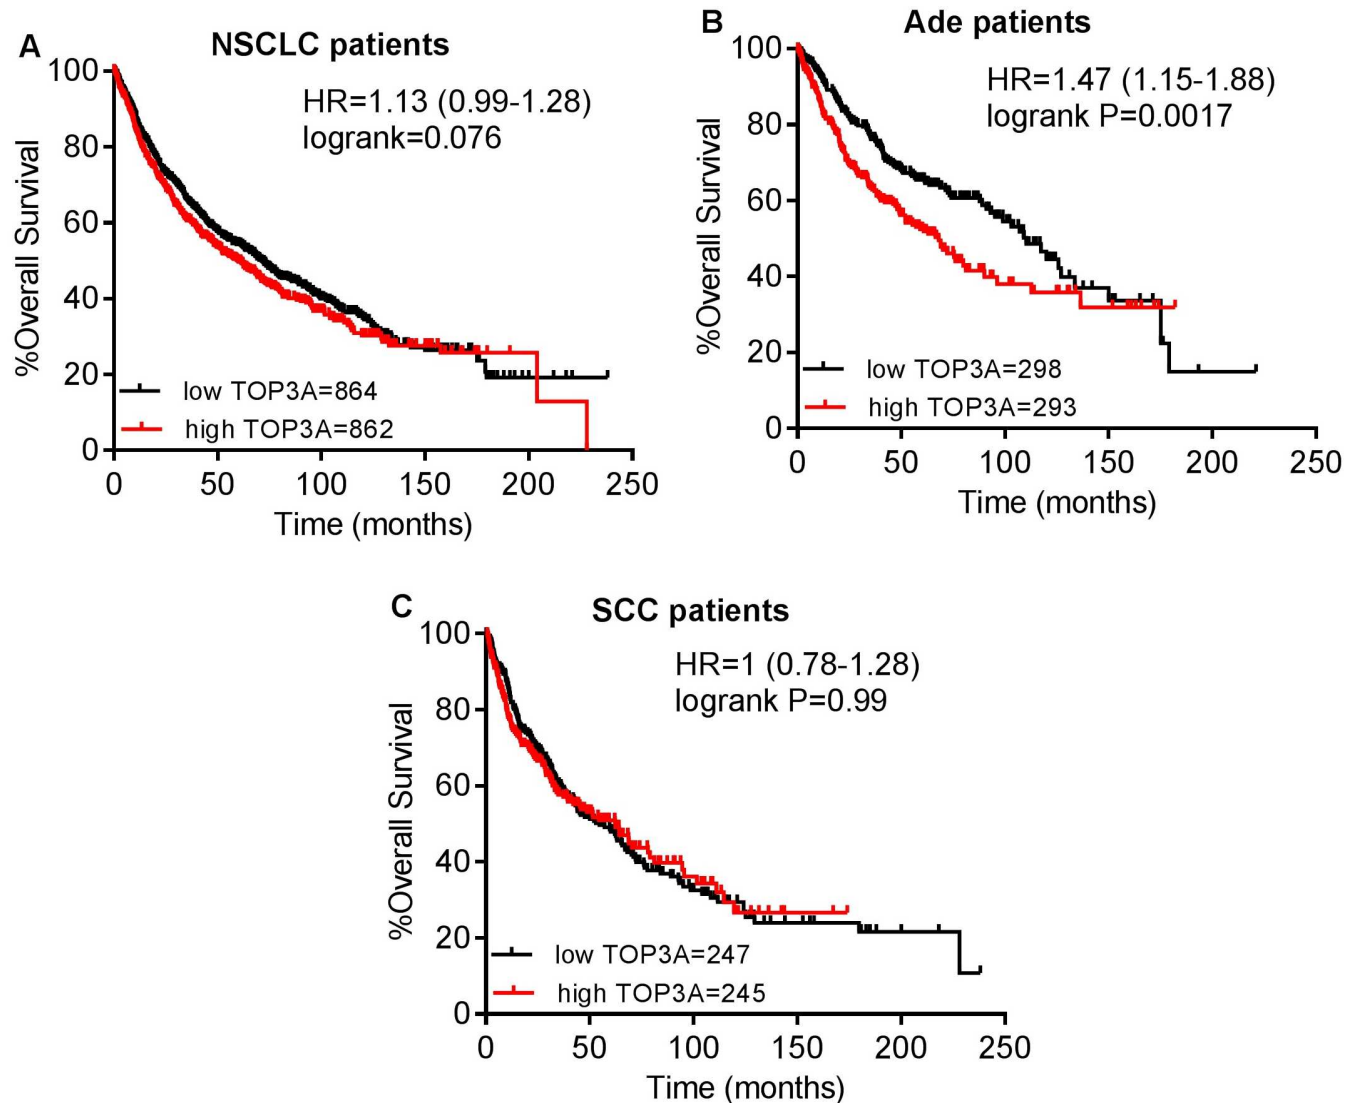 A
NSCLC patients
HR=1.13 (0.99-1.28)
logrank=0.076
%Overall Survival
100
80
60
40
20
0
low TOP3A=864
high TOP3A=862
0 50 100 150 200 250
Time (months)
B
Ade patients
HR=1.47 (1.15-1.88)
logrank P=0.0017
%Overall Survival
100
80
60
40
20
0
low TOP3A=298
high TOP3A=293
0 50 100 150 200 250
Time (months)
C
SCC patients
HR=1 (0.78-1.28)
logrank P=0.99
%Overall Survival
100
80
60
40
20
0
low TOP3A=247
high TOP3A=245
0 50 100 150 200 250
Time (months)